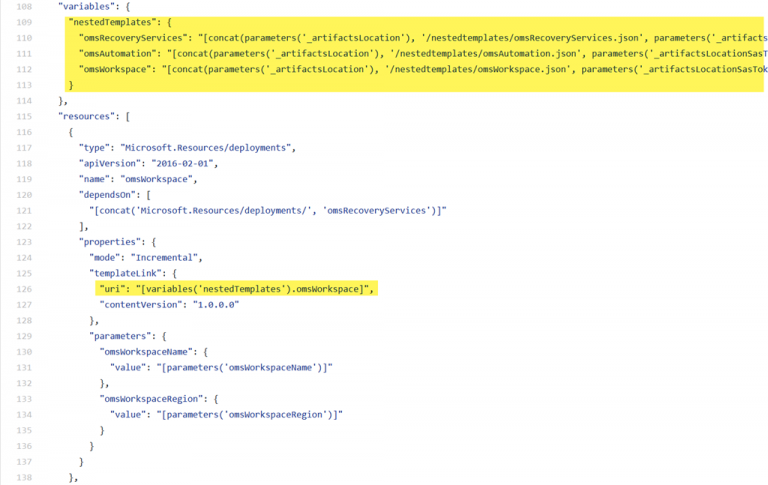 108 "variables": {
109 "nestedTemplates": {
110 "omsRecoveryServices": "[concat(parameters('_artifactsLocation'), '/nestedtemplates/omsRecoveryServices.json', parameters('_artifacts
111 "omsAutomation": "[concat(parameters('_artifactsLocation'), '/nestedtemplates/omsAutomation.json', parameters('_artifactsLocationSasT
112 "omsWorkspace": "[concat(parameters('_artifactsLocation'), '/nestedtemplates/omsWorkspace.json', parameters('_artifactsLocationSasTok
113 }
114 },
115 "resources": [
116 {
117 "type": "Microsoft.Resources/deployments",
118 "apiVersion": "2016-02-01",
119 "name": "omsWorkspace",
120 "dependsOn": [
121 "[concat('Microsoft.Resources/deployments/', 'omsRecoveryServices')]"
122 ],
123 "properties": {
124 "mode": "Incremental",
125 "templateLink": {
126 "uri": "[variables('nestedTemplates').omsWorkspace]",
127 "contentVersion": "1.0.0.0"
128 },
129 "parameters": {
130 "omsWorkspaceName": {
131 "value": "[parameters('omsWorkspaceName')]"
132 },
133 "omsWorkspaceRegion": {
134 "value": "[parameters('omsWorkspaceRegion')]"
135 }
136 }
137 }
138 },